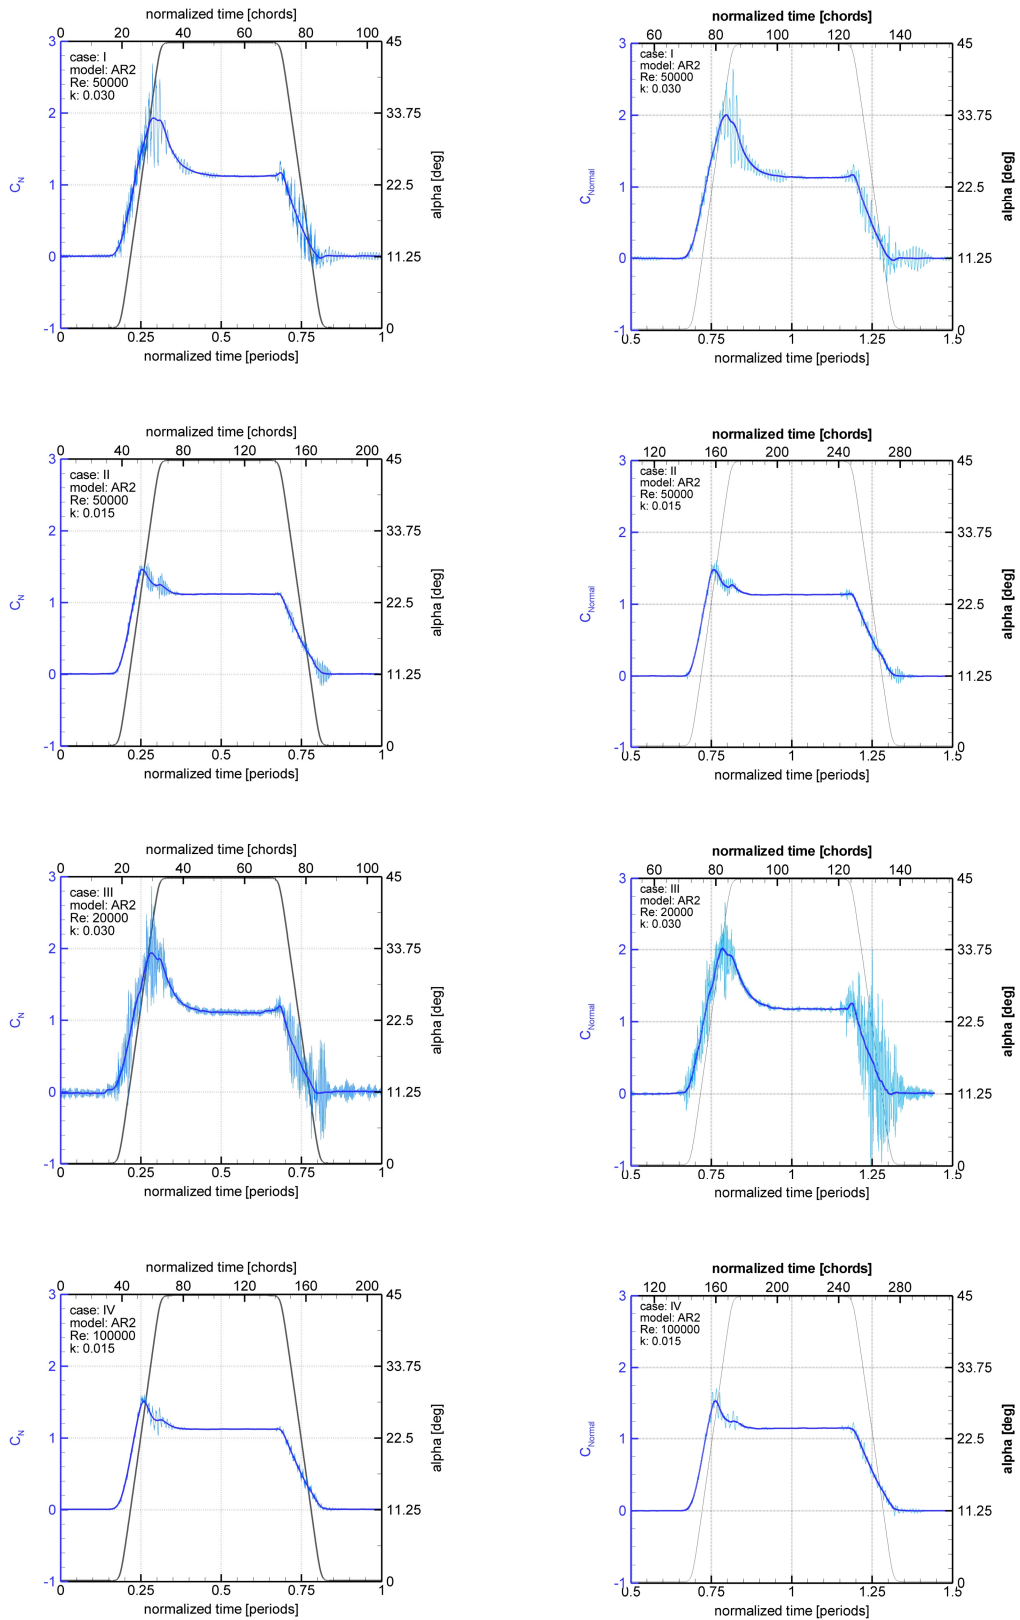 normalized time [chords]
0 20 40 60 80 100
3 45
case: I
model: AR2
Re: 50000
k: 0.030
2 33.75
C_N
1 22.5
alpha [deg]
0 11.25
-1 0
0 0.25 0.5 0.75 1
normalized time [periods]
normalized time [chords]
60 80 100 120 140
3 45
case: I
model: AR2
Re: 50000
k: 0.030
2 33.75
C_Normal
1 22.5
alpha [deg]
0 11.25
-1 0
0.5 0.75 1 1.25 1.5
normalized time [periods]
normalized time [chords]
0 40 80 120 160 200
3 45
case: II
model: AR2
Re: 50000
k: 0.015
2 33.75
C_N
1 22.5
alpha [deg]
0 11.25
-1 0
0 0.25 0.5 0.75 1
normalized time [periods]
normalized time [chords]
120 160 200 240 280
3 45
case: II
model: AR2
Re: 50000
k: 0.015
2 33.75
C_Normal
1 22.5
alpha [deg]
0 11.25
-1 0
0.5 0.75 1 1.25 1.5
normalized time [periods]
normalized time [chords]
0 20 40 60 80 100
3 45
case: III
model: AR2
Re: 20000
k: 0.030
2 33.75
C_N
1 22.5
alpha [deg]
0 11.25
-1 0
0 0.25 0.5 0.75 1
normalized time [periods]
normalized time [chords]
60 80 100 120 140
3 45
case: III
model: AR2
Re: 20000
k: 0.030
2 33.75
C_Normal
1 22.5
alpha [deg]
0 11.25
-1 0
0.5 0.75 1 1.25 1.5
normalized time [periods]
normalized time [chords]
0 40 80 120 160 200
3 45
case: IV
model: AR2
Re: 100000
k: 0.015
2 33.75
C_N
1 22.5
alpha [deg]
0 11.25
-1 0
0 0.25 0.5 0.75 1
normalized time [periods]
normalized time [chords]
120 160 200 240 280
3 45
case: IV
model: AR2
Re: 100000
k: 0.015
2 33.75
C_Normal
1 22.5
alpha [deg]
0 11.25
-1 0
0.5 0.75 1 1.25 1.5
normalized time [periods]